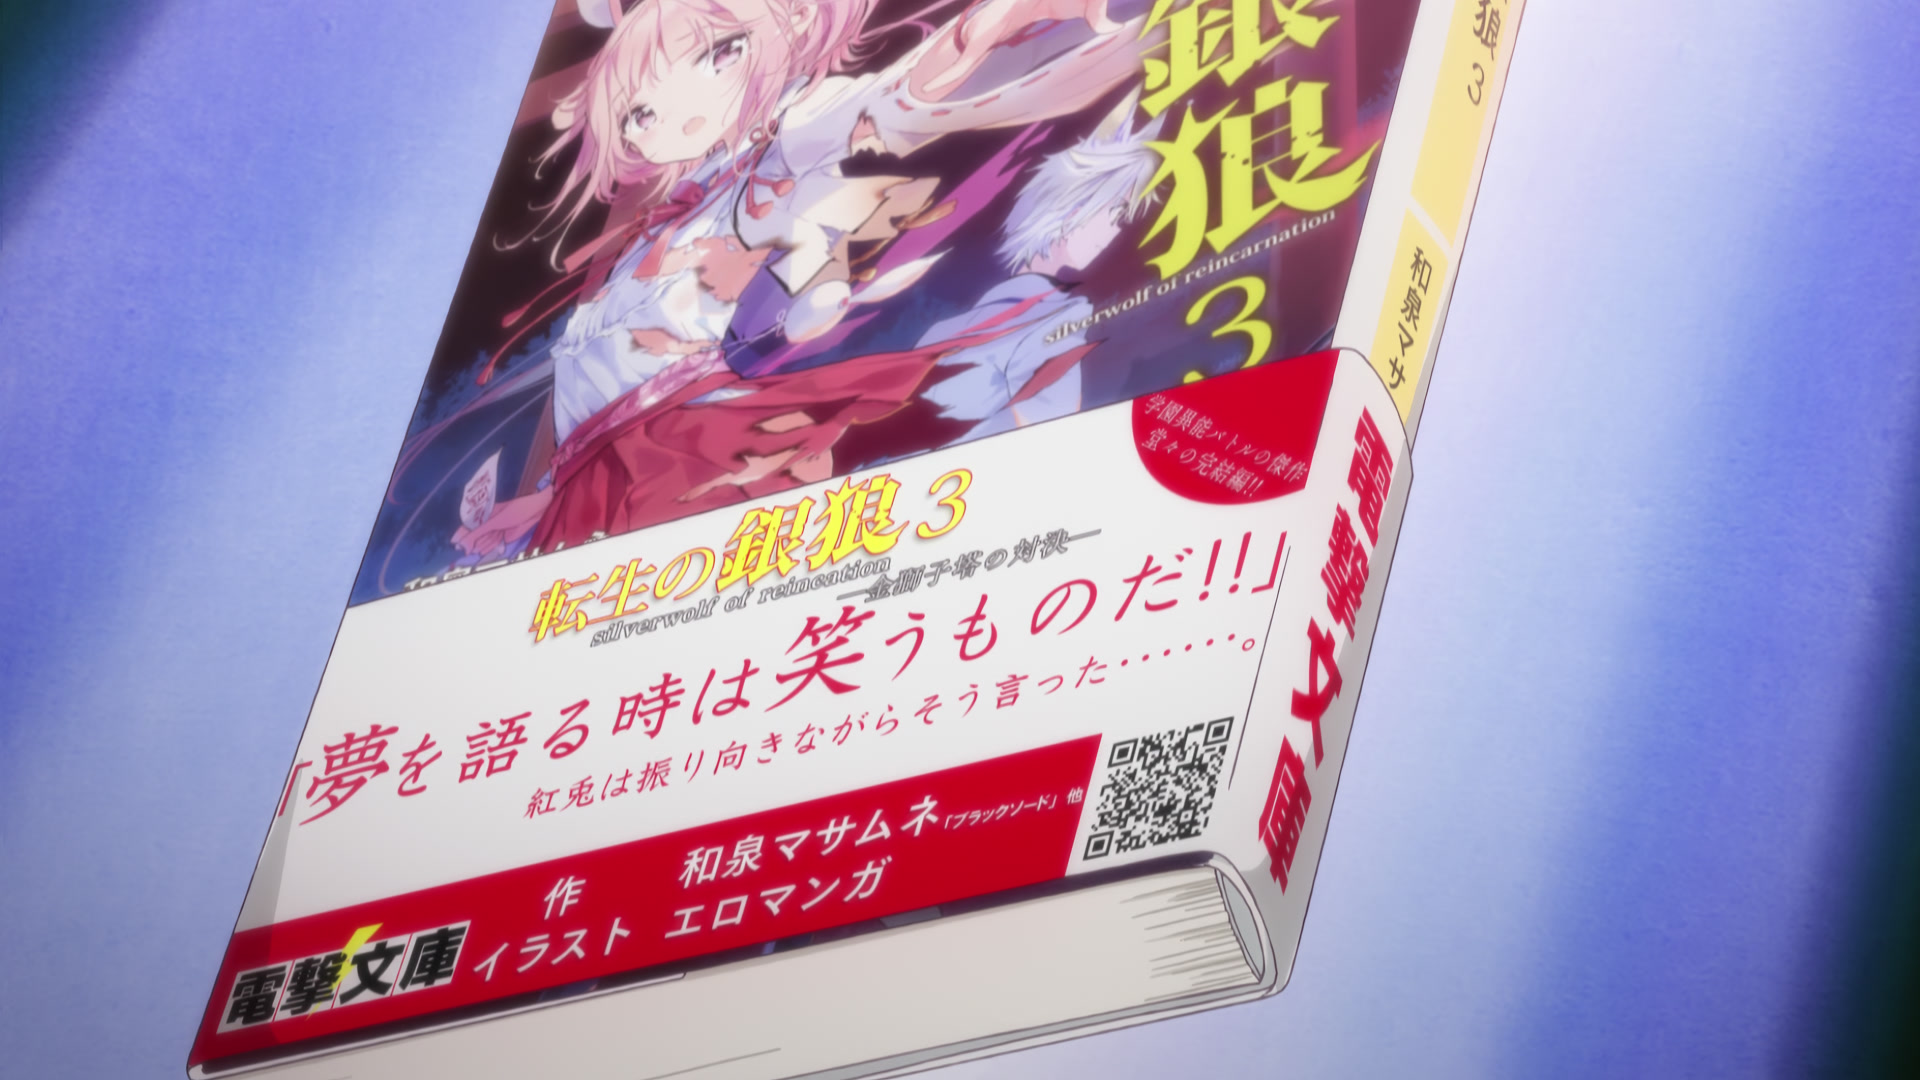 銀狼
silverwolf of reincarnation
3
狼 3
和泉マサ
学園異能バトルの傑作
堂々の完結編!!
転生の銀狼3
silverwolf of reincation
―金獅子塔の対決―
「夢を語る時は笑うものだ!!」
紅兎は振り向きながらそう言った……。
作 和泉マサムネ「ブラックソード」他
イラスト エロマンガ
電撃文庫
電撃文庫